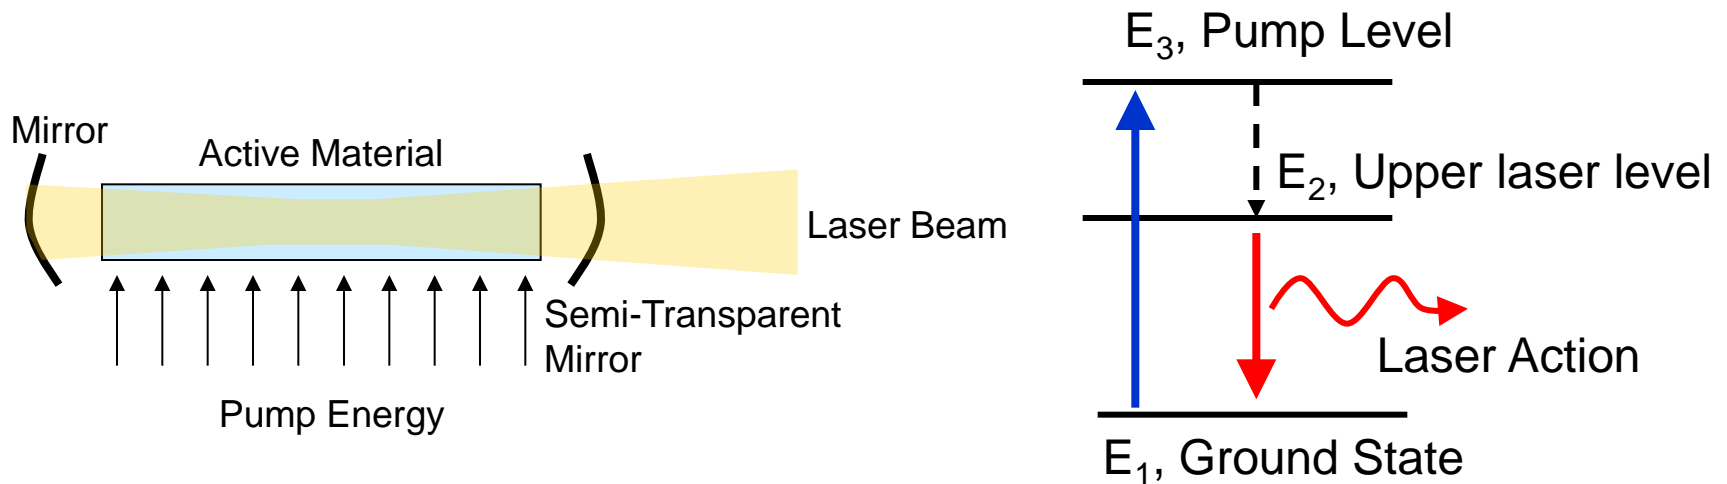 Mirror
Active Material
Laser Beam
Semi-Transparent
Mirror
Pump Energy
E₃, Pump Level
E₂, Upper laser level
Laser Action
E₁, Ground State